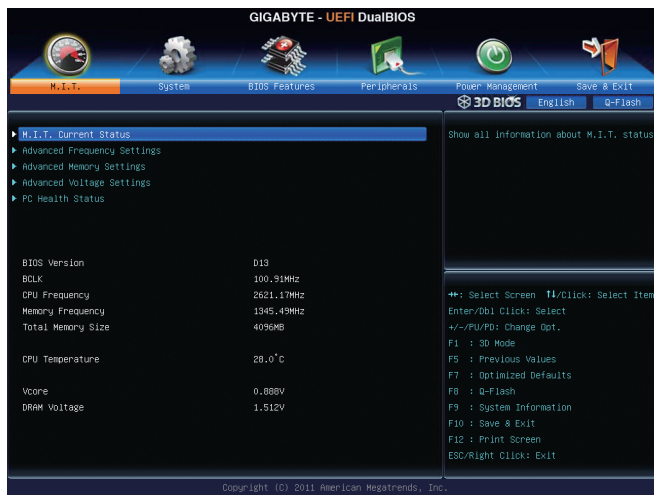 GIGABYTE - UEFI DualBIOS
M.I.T. System BIOS Features Peripherals Power Management Save & Exit
3D BIOS English Q-Flash
M.I.T. Current Status
Advanced Frequency Settings
Advanced Memory Settings
Advanced Voltage Settings
PC Health Status
Show all information about M.I.T. status
BIOS Version D13
BCLK 100.91MHz
CPU Frequency 2621.17MHz
Memory Frequency 1345.49MHz
Total Memory Size 4096MB
CPU Temperature 28.0°C
Vcore 0.888V
DRAM Voltage 1.512V
→←: Select Screen ↑↓/Click: Select Item
Enter/Dbl Click: Select
+/-/PU/PD: Change Opt.
F1 : 3D Mode
F5 : Previous Values
F7 : Optimized Defaults
F8 : Q-Flash
F9 : System Information
F10 : Save & Exit
F12 : Print Screen
ESC/Right Click: Exit
Copyright (C) 2011 American Megatrends, Inc.